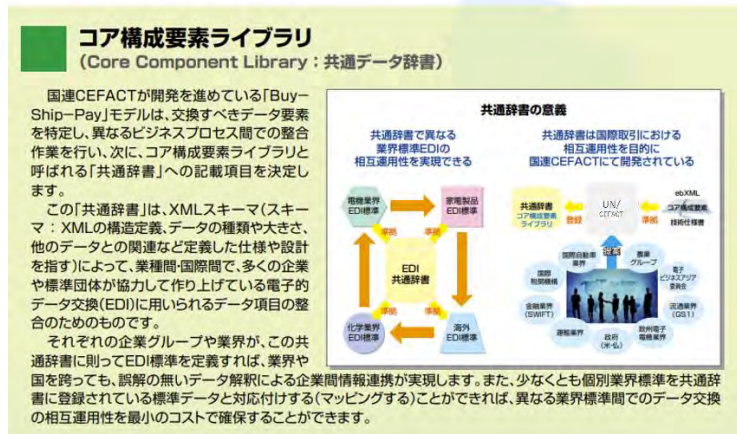 コア構成要素ライブラリ
（Core Component Library：共通データ辞書）
国連CEFACTが開発を進めている「Buy－
Ship－Pay」モデルは、交換すべきデータ要素
を特定し、異なるビジネスプロセス間での整合
作業を行い、次に、コア構成要素ライブラリと
呼ばれる「共通辞書」への記載項目を決定し
ます。
この「共通辞書」は、XMLスキーマ（スキー
マ：XMLの構造定義、データの種類や大きさ、
他のデータとの関連など定義した仕様や設計
を指す）によって、業種間・国際間で、多くの企業
や標準団体が協力して作り上げている電子的
データ交換（EDI）に用いられるデータ項目の整
合のためのものです。
それぞれの企業グループや業界が、この共
通辞書に則ってEDI標準を定義すれば、業界や
国を跨っても、誤解の無いデータ解釈による企業間情報連携が実現します。また、少なくとも個別業界標準を共通辞
書に登録されている標準データと対応付けする（マッピングする）ことができれば、異なる業界標準間でのデータ交換
の相互運用性を最小のコストで確保することができます。
共通辞書の意義
共通辞書で異なる
業界標準EDIの
相互運用性を実現できる
電機業界
EDI標準
家電製品
EDI標準
準拠
準拠
EDI
共通辞書
準拠
準拠
化学業界
EDI標準
海外
EDI標準
共通辞書は国際取引における
相互運用性を目的に
国連CEFACTにて開発されている
共通辞書
コア構成要素
ライブラリ
登録
UN/
CEFACT
準拠
ebXML
コア構成要素
技術仕様書
提案
国際自動車
業界
農業
グループ
国際
税関機構
電子
ビジネスアジア
委員会
金融業界
(SWIFT)
流通業界
(GS1)
運輸業界
政府
(米・仏)
欧州電子
電機業界